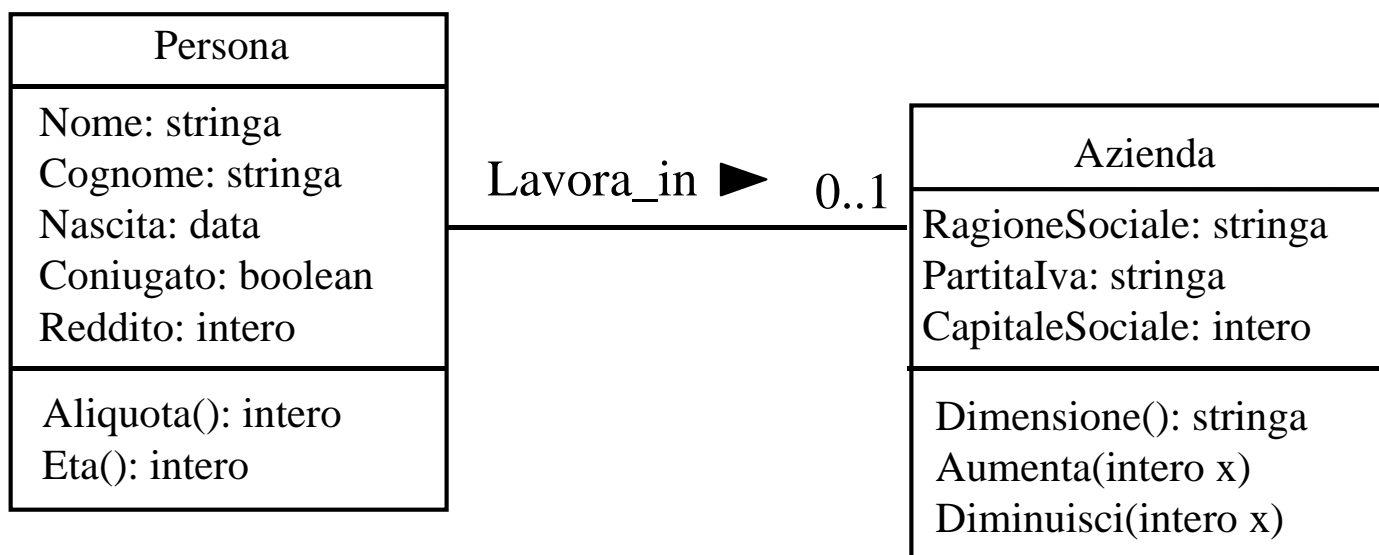 Persona
Nome: stringa
Cognome: stringa
Nascita: data
Coniugato: boolean
Reddito: intero
Aliquota(): intero
Eta(): intero
Lavora_in ►
0..1
Azienda
RagioneSociale: stringa
PartitaIva: stringa
CapitaleSociale: intero
Dimensione(): stringa
Aumenta(intero x)
Diminuisci(intero x)